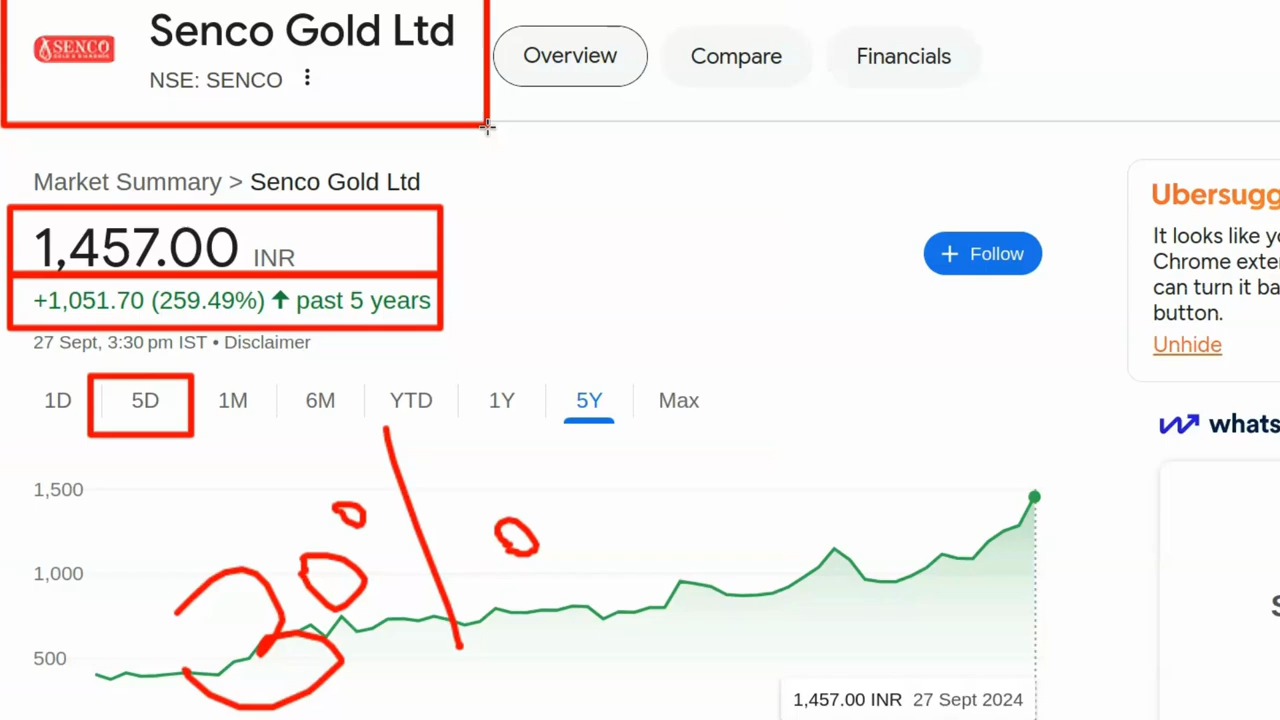 Senco Gold Ltd
SENCO
NSE: SENCO
Overview
Compare
Financials
Market Summary > Senco Gold Ltd
1,457.00 INR
+1,051.70 (259.49%) ↑ past 5 years
27 Sept, 3:30 pm IST • Disclaimer
+ Follow
1D 5D 1M 6M YTD 1Y 5Y Max
1,500
1,000
500
30%
1,457.00 INR 27 Sept 2024
Ubersugg
It looks like yo
Chrome exte
can turn it ba
button.
Unhide
whats